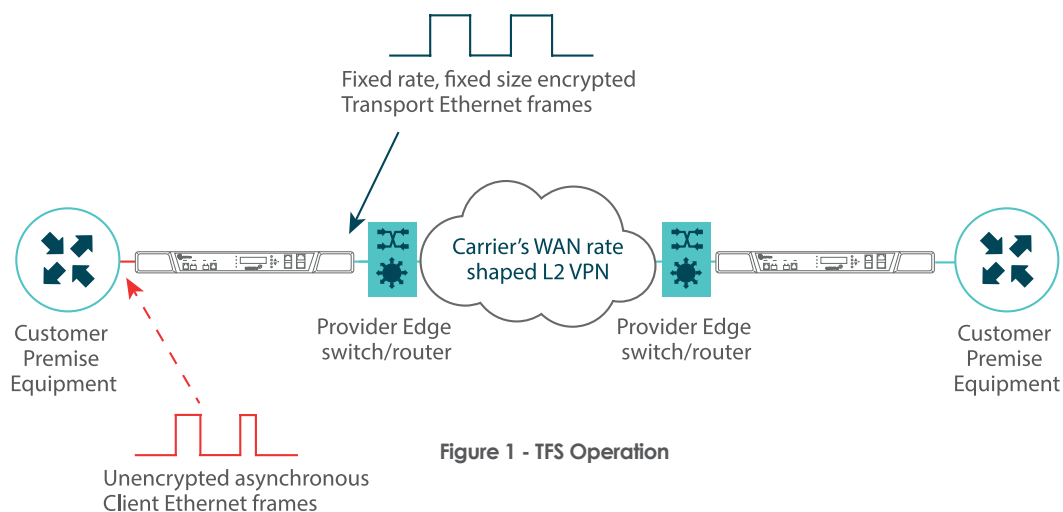 Fixed rate, fixed size encrypted
Transport Ethernet frames
Carrier's WAN rate
shaped L2 VPN
Customer
Premise
Equipment
Provider Edge
switch/router
Provider Edge
switch/router
Customer
Premise
Equipment
Figure 1 - TFS Operation
Unencrypted asynchronous
Client Ethernet frames